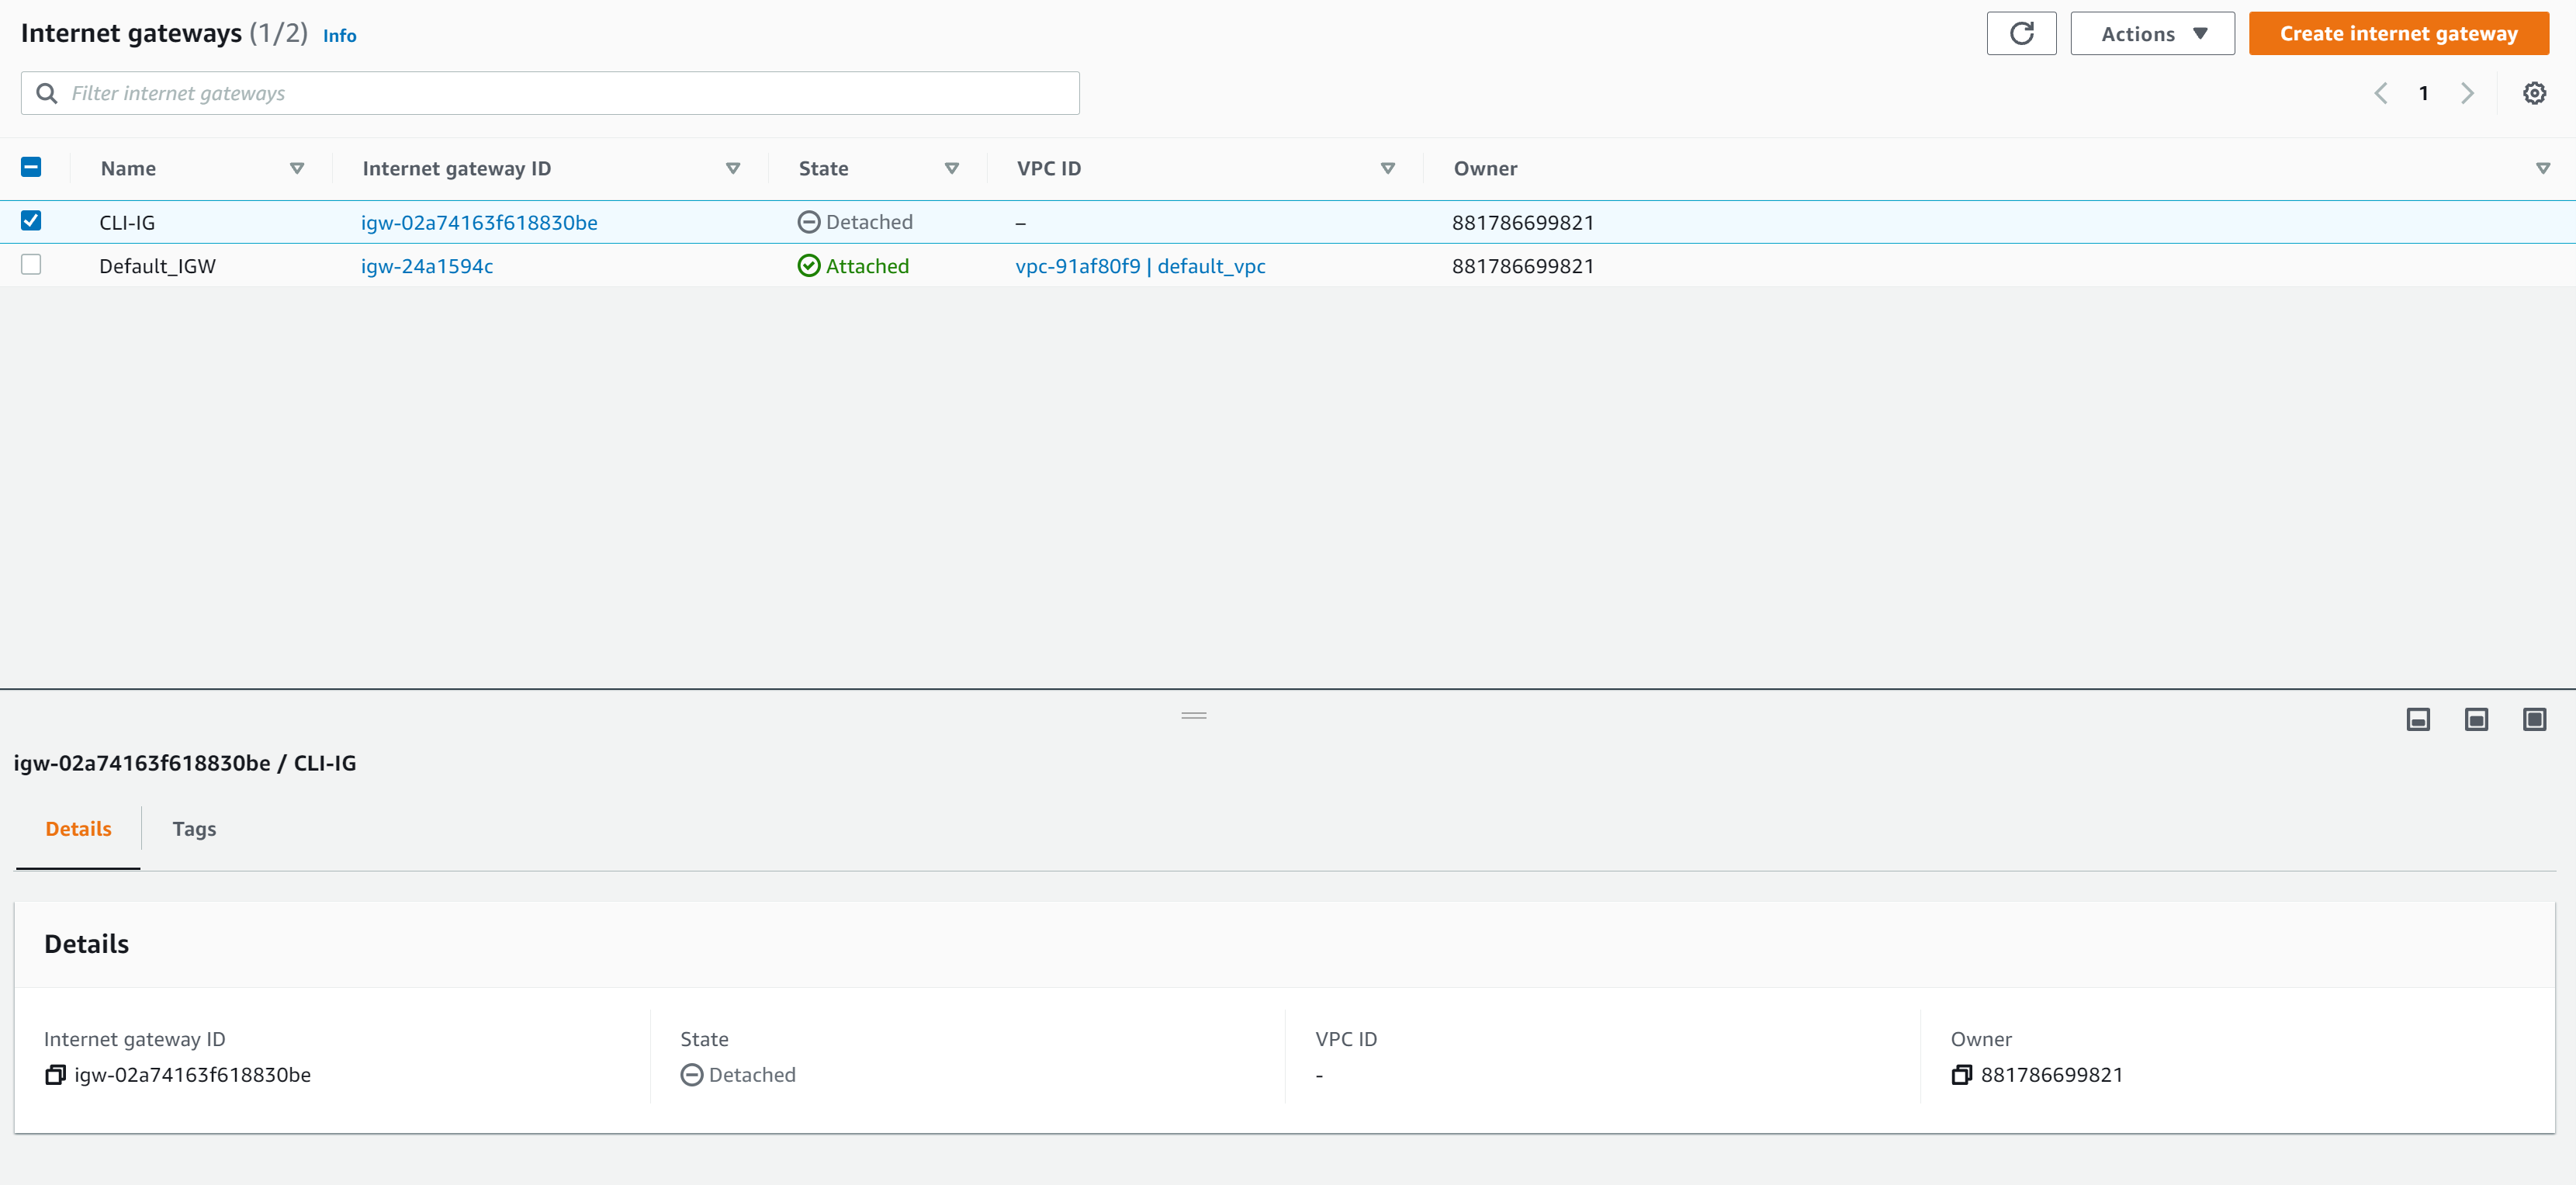 Internet gateways (1/2) Info
Actions
Create internet gateway
Filter internet gateways
1
Name Internet gateway ID State VPC ID Owner
CLI-IG igw-02a74163f618830be Detached – 881786699821
Default_IGW igw-24a1594c Attached vpc-91af80f9 | default_vpc 881786699821
igw-02a74163f618830be / CLI-IG
Details Tags
Details
Internet gateway ID State VPC ID Owner
igw-02a74163f618830be Detached - 881786699821